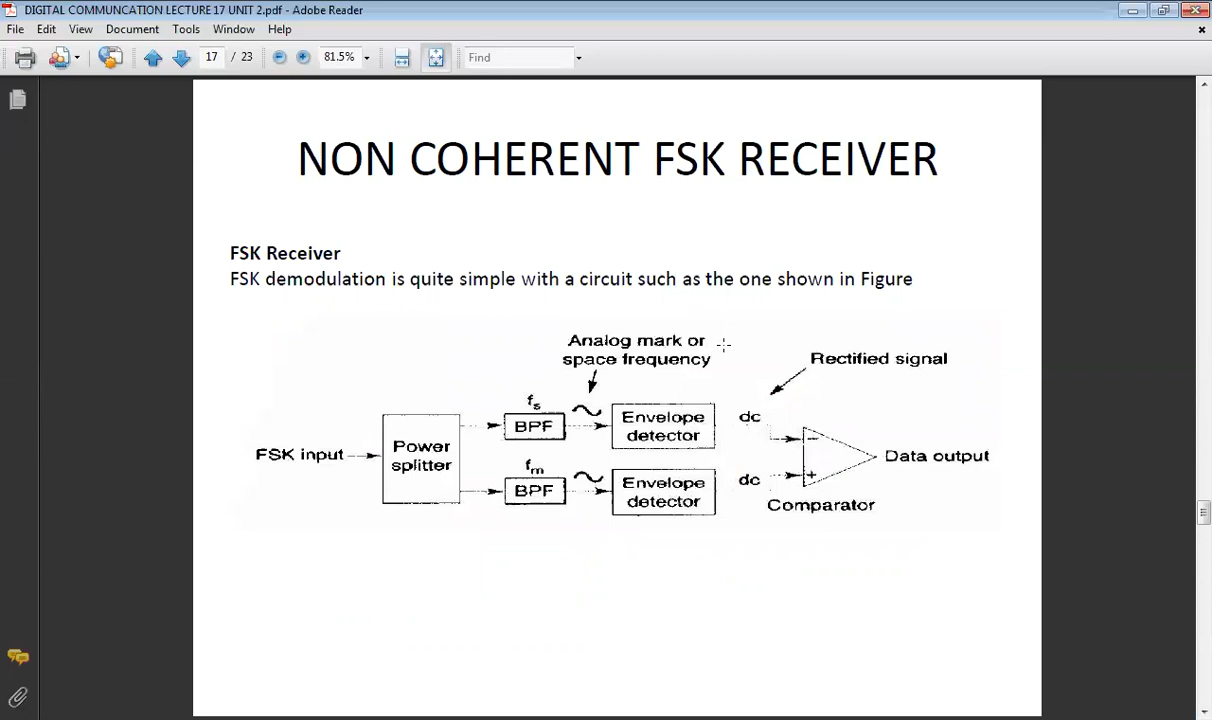 DIGITAL COMMUNCATION LECTURE 17 UNIT 2.pdf - Adobe Reader
File Edit View Document Tools Window Help
17 / 23 81.5% Find
NON COHERENT FSK RECEIVER
FSK Receiver
FSK demodulation is quite simple with a circuit such as the one shown in Figure
Analog mark or
space frequency
Rectified signal
fs
BPF
Envelope
detector
dc
FSK input
Power
splitter
−
+
Data output
fm
BPF
Envelope
detector
dc
Comparator